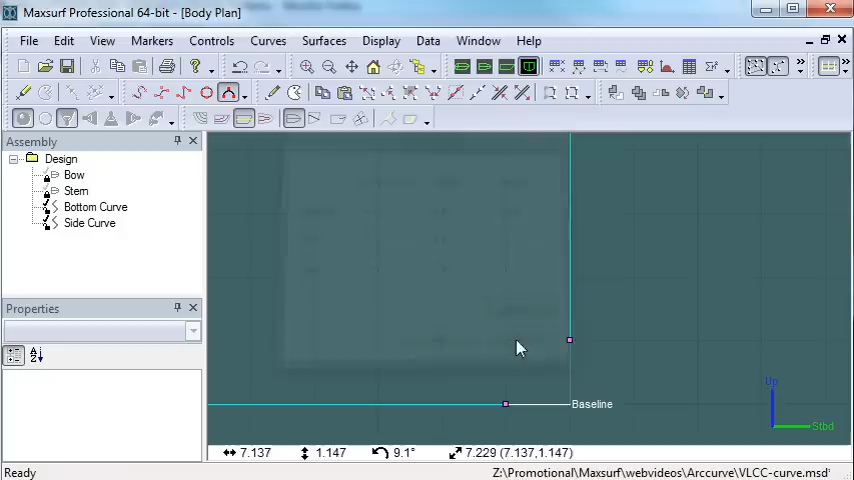 Maxsurf Professional 64-bit - [Body Plan]
File Edit View Markers Controls Curves Surfaces Display Data Window Help
Assembly
Design
Bow
Stern
Bottom Curve
Side Curve
Properties
Baseline
Up
Stbd
7.137 1.147 9.1° 7.229 (7.137,1.147)
Ready Z:\Promotional\Maxsurf\webvideos\Arccurve\VLCC-curve.msd*